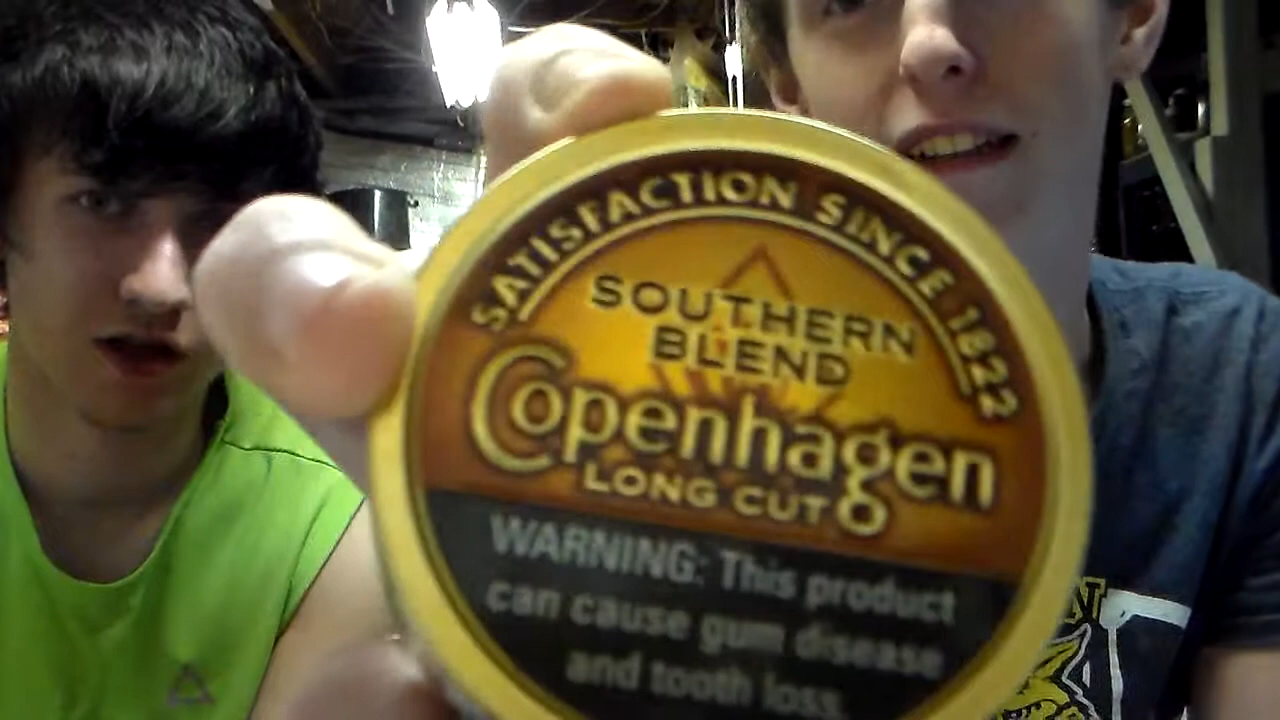 SATISFACTION SINCE 1822
SOUTHERN
BLEND
Copenhagen
LONG CUT
WARNING: This product
can cause gum disease
and tooth loss.